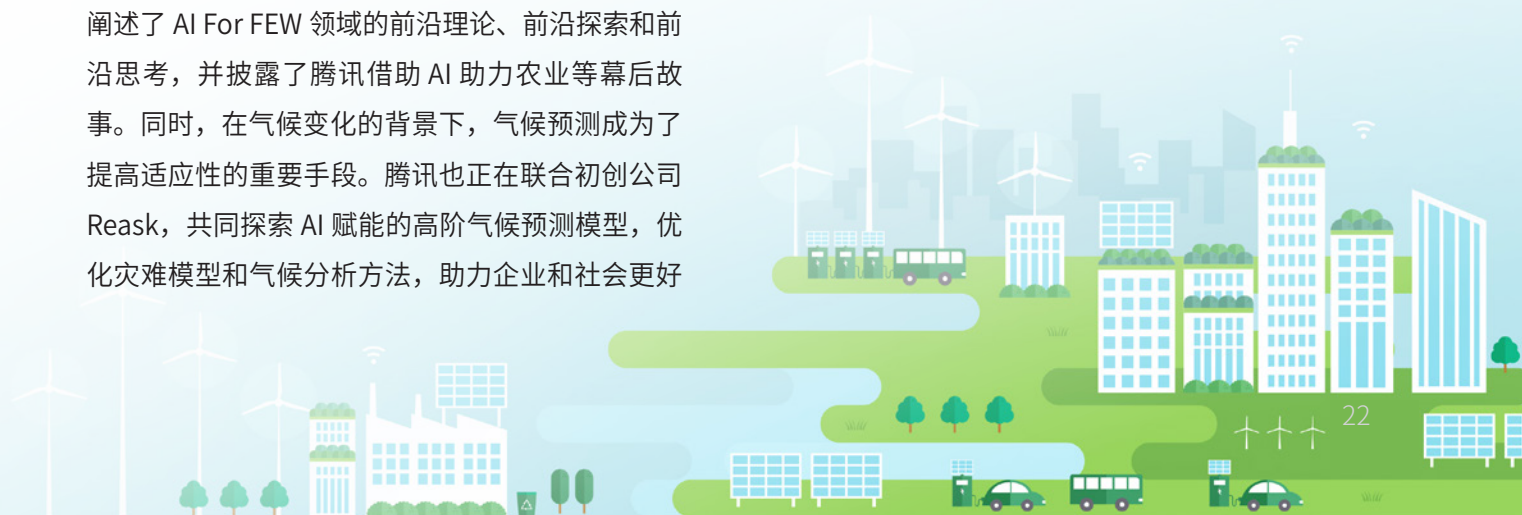 阐述了 AI For FEW 领域的前沿理论、前沿探索和前
沿思考，并披露了腾讯借助 AI 助力农业等幕后故
事。同时，在气候变化的背景下，气候预测成为了
提高适应性的重要手段。腾讯也正在联合初创公司
Reask，共同探索 AI 赋能的高阶气候预测模型，优
化灾难模型和气候分析方法，助力企业和社会更好
22